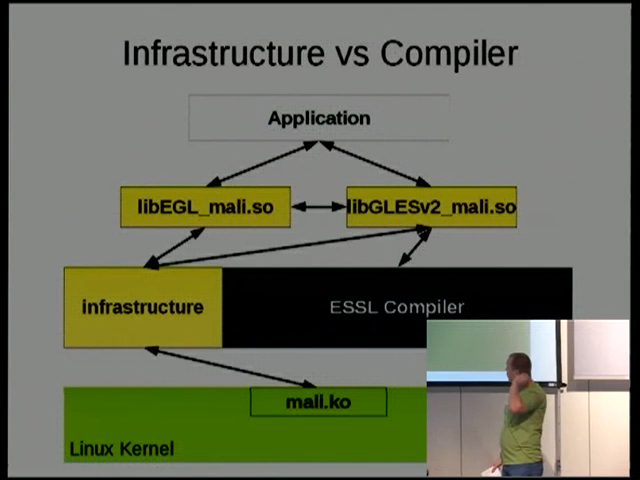 Infrastructure vs Compiler
Application
libEGL_mali.so
libGLESv2_mali.so
infrastructure
ESSL Compiler
mali.ko
Linux Kernel